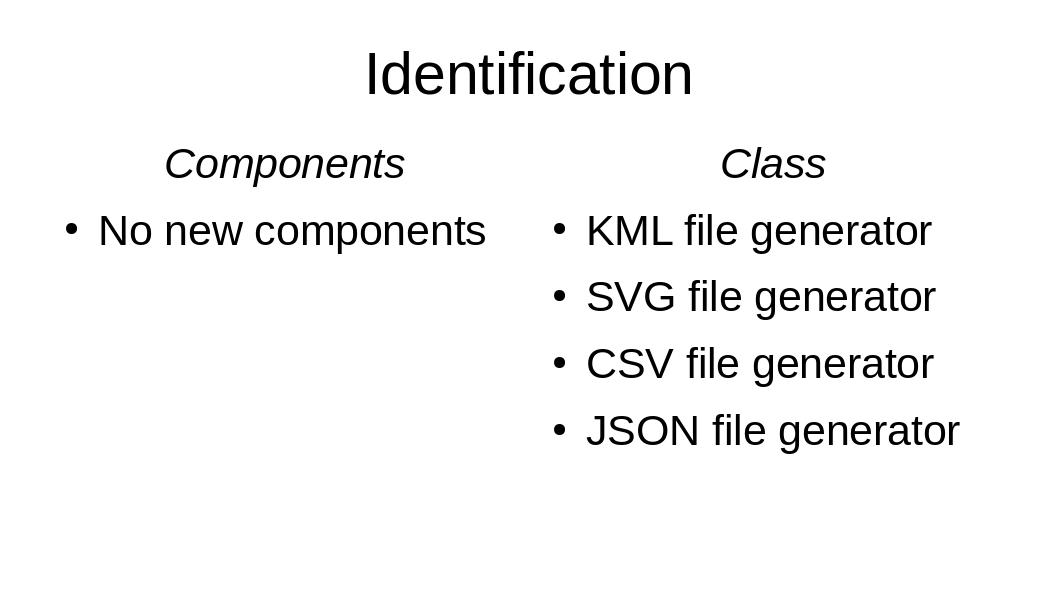 Identification
Components
• No new components
Class
• KML file generator
• SVG file generator
• CSV file generator
• JSON file generator